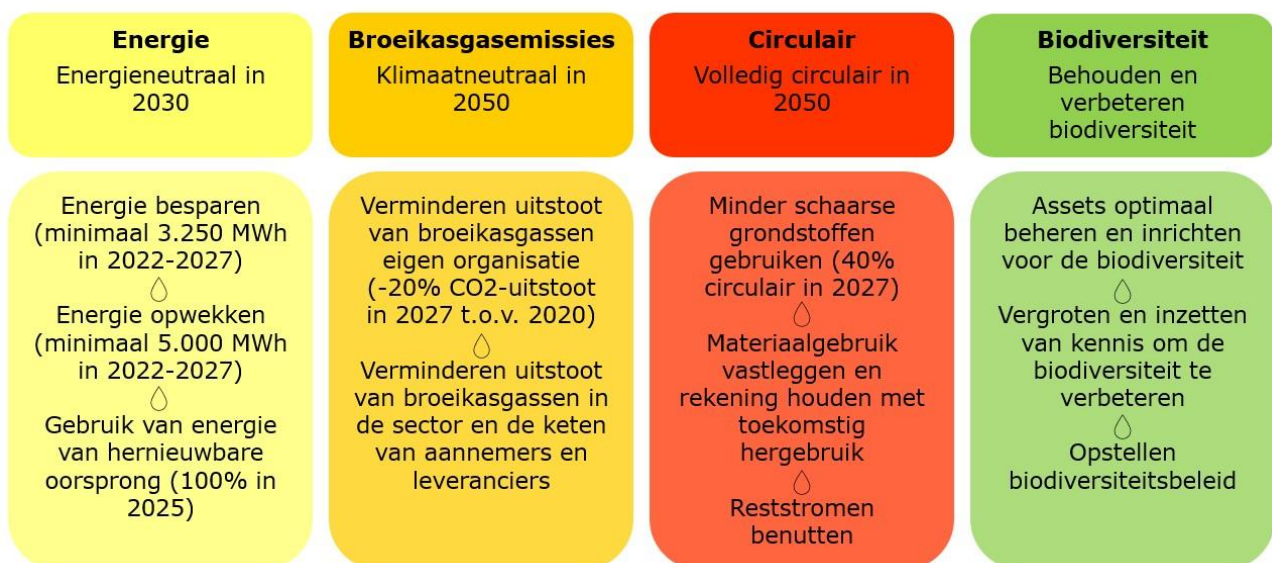 Energie
Energieneutraal in
2030
Energie besparen
(minimaal 3.250 MWh
in 2022-2027)
Energie opwekken
(minimaal 5.000 MWh
in 2022-2027)
Gebruik van energie
van hernieuwbare
oorsprong (100% in
2025)
Broeikasgasemissies
Klimaatneutraal in
2050
Verminderen uitstoot
van broeikasgassen
eigen organisatie
(-20% CO2-uitstoot
in 2027 t.o.v. 2020)
Verminderen uitstoot
van broeikasgassen in
de sector en de keten
van aannemers en
leveranciers
Circulair
Volledig circulair in
2050
Minder schaarse
grondstoffen
gebruiken (40%
circulair in 2027)
Materiaalgebruik
vastleggen en
rekening houden met
toekomstig
hergebruik
Reststromen
benutten
Biodiversiteit
Behouden en
verbeteren
biodiversiteit
Assets optimaal
beheren en inrichten
voor de biodiversiteit
Vergroten en inzetten
van kennis om de
biodiversiteit te
verbeteren
Opstellen
biodiversiteitsbeleid